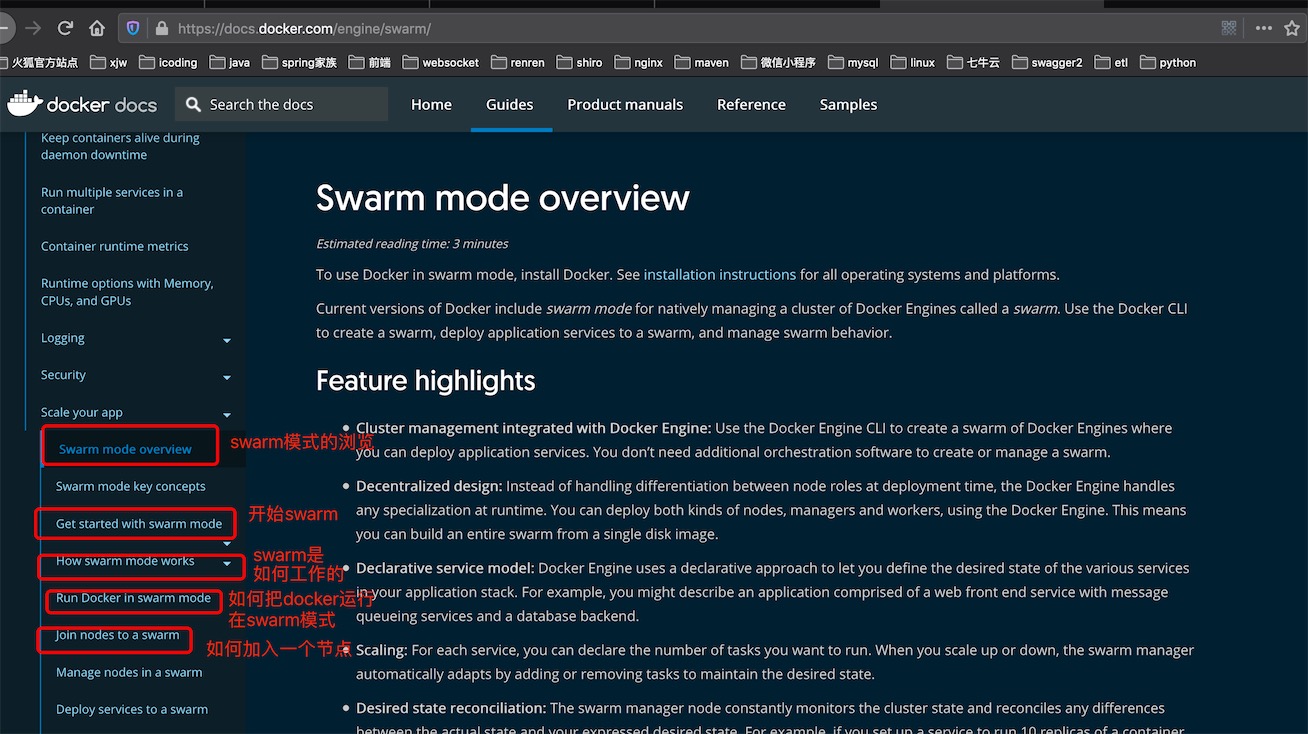 https://docs.docker.com/engine/swarm/
火狐官方站点 xjw icoding java spring家族 前端 websocket renren shiro nginx maven 微信小程序 mysql linux 七牛云 swagger2 etl python
docker docs Search the docs Home Guides Product manuals Reference Samples
Keep containers alive during
daemon downtime
Run multiple services in a
container
Container runtime metrics
Runtime options with Memory,
CPUs, and GPUs
Logging
Security
Scale your app
Swarm mode overview
swarm模式的浏览
Swarm mode key concepts
Get started with swarm mode
开始swarm
How swarm mode works
swarm是
如何工作的
Run Docker in swarm mode
如何把docker运行
在swarm模式
Join nodes to a swarm
如何加入一个节点
Manage nodes in a swarm
Deploy services to a swarm
Swarm mode overview
Estimated reading time: 3 minutes
To use Docker in swarm mode, install Docker. See installation instructions for all operating systems and platforms.
Current versions of Docker include swarm mode for natively managing a cluster of Docker Engines called a swarm. Use the Docker CLI
to create a swarm, deploy application services to a swarm, and manage swarm behavior.
Feature highlights
• Cluster management integrated with Docker Engine: Use the Docker Engine CLI to create a swarm of Docker Engines where
you can deploy application services. You don’t need additional orchestration software to create or manage a swarm.
• Decentralized design: Instead of handling differentiation between node roles at deployment time, the Docker Engine handles
any specialization at runtime. You can deploy both kinds of nodes, managers and workers, using the Docker Engine. This means
you can build an entire swarm from a single disk image.
• Declarative service model: Docker Engine uses a declarative approach to let you define the desired state of the various services
in your application stack. For example, you might describe an application comprised of a web front end service with message
queueing services and a database backend.
• Scaling: For each service, you can declare the number of tasks you want to run. When you scale up or down, the swarm manager
automatically adapts by adding or removing tasks to maintain the desired state.
• Desired state reconciliation: The swarm manager node constantly monitors the cluster state and reconciles any differences
between the actual state and your expressed desired state. For example, if you set up a service to run 10 replicas of a container,